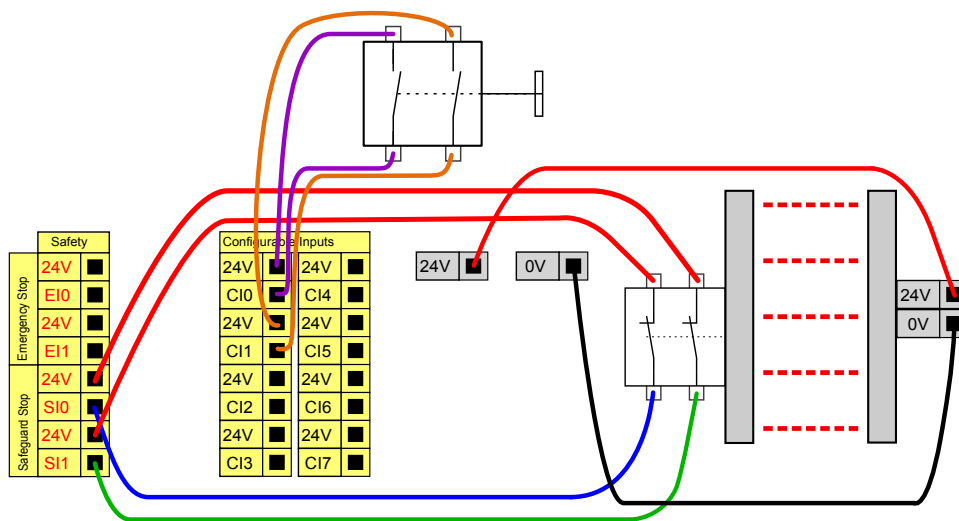 Safety
Emergency Stop
24V
EI0
24V
EI1
Safeguard Stop
24V
SI0
24V
SI1
Configurable Inputs
24V 24V
CI0 CI4
24V 24V
CI1 CI5
24V 24V
CI2 CI6
24V 24V
CI3 CI7
24V
0V
24V
0V